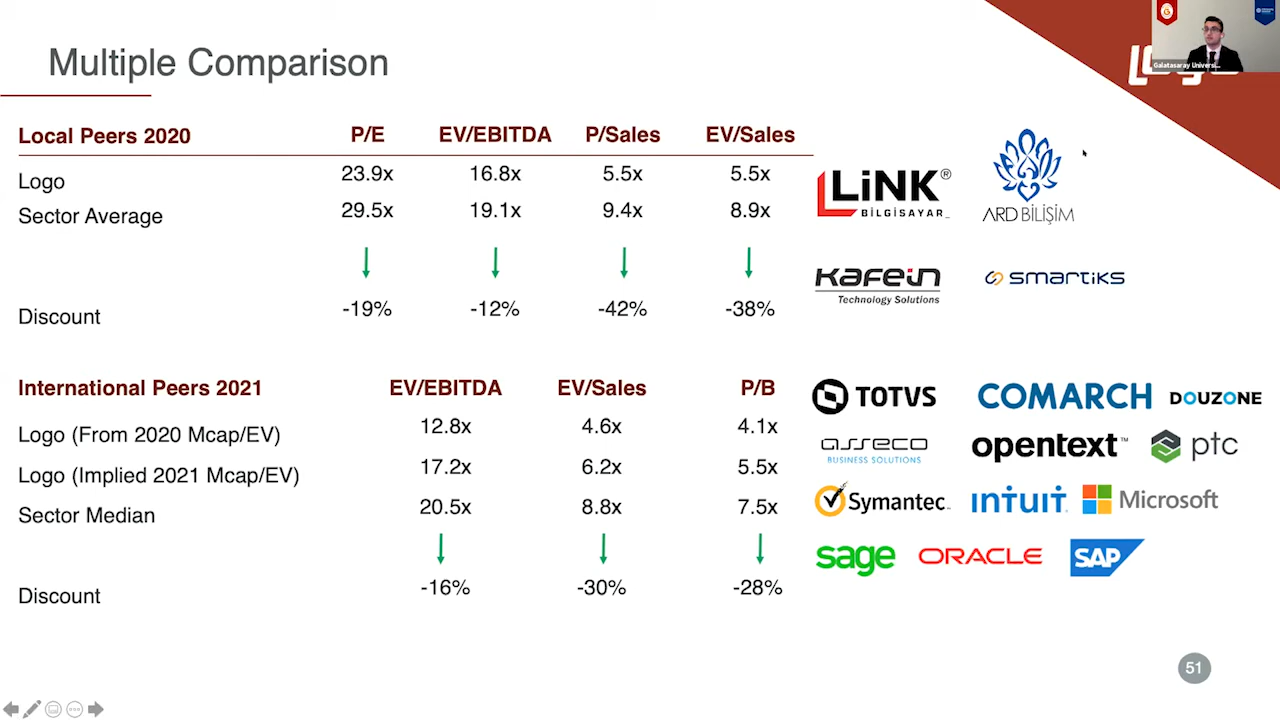 Galatasaray Universi...
Multiple Comparison
Local Peers 2020 P/E EV/EBITDA P/Sales EV/Sales
Logo 23.9x 16.8x 5.5x 5.5x
Sector Average 29.5x 19.1x 9.4x 8.9x
Discount -19% -12% -42% -38%
LiNK®
BİLGİSAYAR
ARD BİLİŞİM
Kafein
Technology Solutions
smartiks
International Peers 2021 EV/EBITDA EV/Sales P/B
Logo (From 2020 Mcap/EV) 12.8x 4.6x 4.1x
Logo (Implied 2021 Mcap/EV) 17.2x 6.2x 5.5x
Sector Median 20.5x 8.8x 7.5x
Discount -16% -30% -28%
TOTVS COMARCH DOUZONE
asseco
BUSINESS SOLUTIONS
opentext™ ptc
Symantec. intuit. Microsoft
sage ORACLE SAP
51